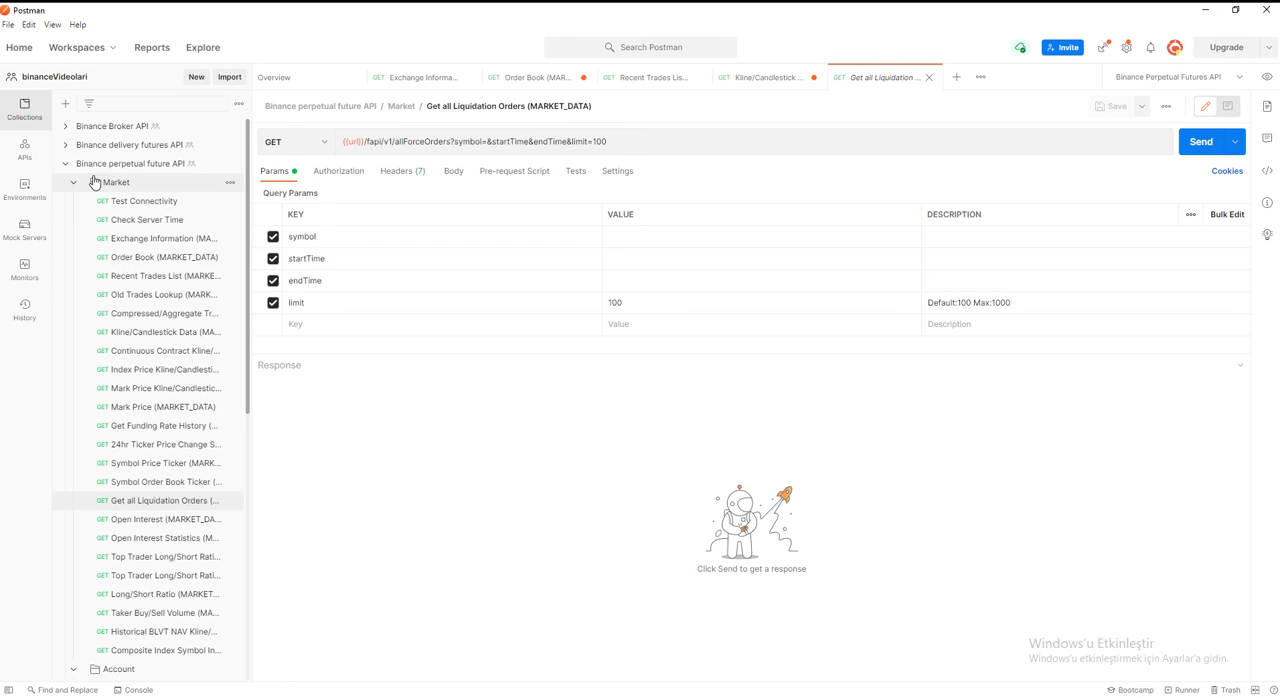 Postman
File Edit View Help
Home Workspaces Reports Explore Search Postman Invite Upgrade
binanceVideolari New Import
Overview GET Exchange Informa... GET Order Book (MAR... GET Recent Trades Lis... GET Kline/Candlestick ... GET Get all Liquidation ... Binance Perpetual Futures API
Collections
APIs
Environments
Mock Servers
Monitors
History
Binance Broker API
Binance delivery futures API
Binance perpetual future API
Market
GET Test Connectivity
GET Check Server Time
GET Exchange Information (MA...
GET Order Book (MARKET_DATA)
GET Recent Trades List (MARKE...
GET Old Trades Lookup (MARK...
GET Compressed/Aggregate Tr...
GET Kline/Candlestick Data (MA...
GET Continuous Contract Kline/...
GET Index Price Kline/Candlesti...
GET Mark Price Kline/Candlestic...
GET Mark Price (MARKET_DATA)
GET Get Funding Rate History (...
GET 24hr Ticker Price Change S...
GET Symbol Price Ticker (MARK...
GET Symbol Order Book Ticker (...
GET Get all Liquidation Orders (...
GET Open Interest (MARKET_DA...
GET Open Interest Statistics (M...
GET Top Trader Long/Short Rati...
GET Top Trader Long/Short Rati...
GET Long/Short Ratio (MARKET...
GET Taker Buy/Sell Volume (MA...
GET Historical BLVT NAV Kline/...
GET Composite Index Symbol In...
Account
Binance perpetual future API / Market / Get all Liquidation Orders (MARKET_DATA) Save
GET {{url}}/fapi/v1/allForceOrders?symbol=&startTime&endTime&limit=100 Send
Params Authorization Headers (7) Body Pre-request Script Tests Settings Cookies
Query Params
KEY VALUE DESCRIPTION Bulk Edit
symbol
startTime
endTime
limit 100 Default:100 Max:1000
Key Value Description
Response
Click Send to get a response
Windows'u Etkinleştir
Windows'u etkinleştirmek için Ayarlar'a gidin.
Find and Replace Console Bootcamp Runner Trash